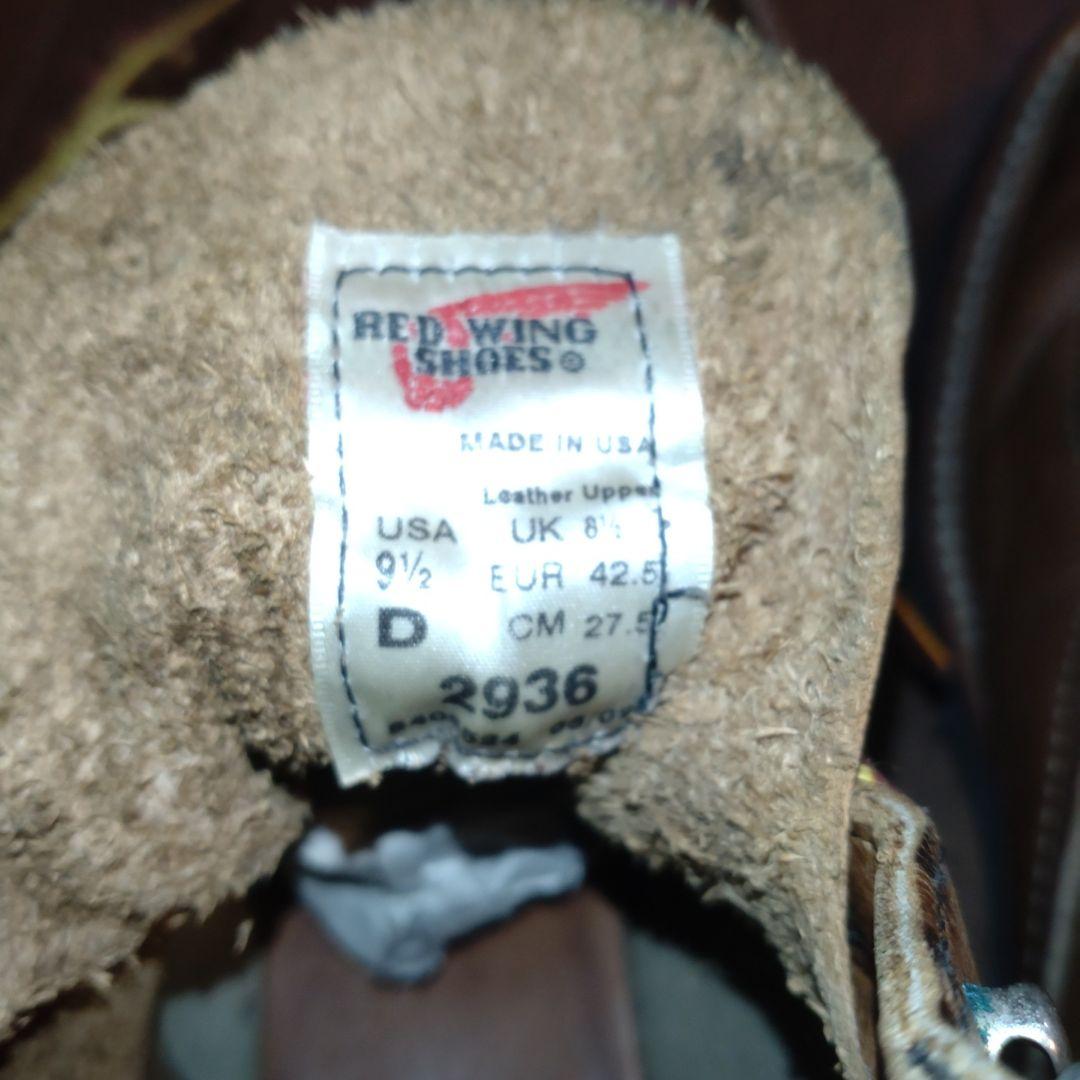 RED WING
SHOES
MADE IN USA
Leather Upper
USA UK 8½
9½ EUR 42.5
D CM 27.5
2936